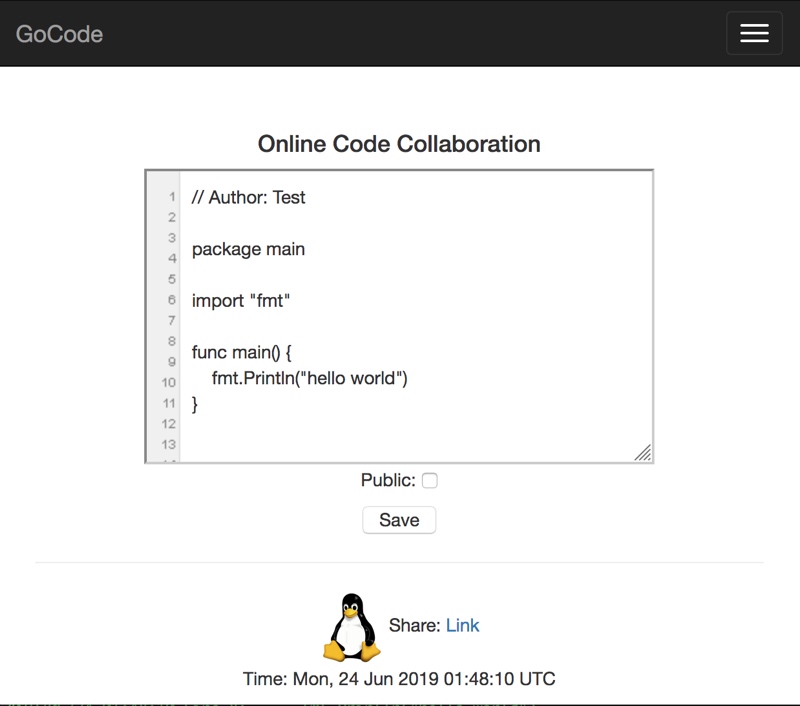 GoCode
Online Code Collaboration
1 // Author: Test
2
3 package main
4
5 import "fmt"
6
7 func main() {
8 fmt.Println("hello world")
9 }
10
11
12
13
Public:
Save
Share: Link
Time: Mon, 24 Jun 2019 01:48:10 UTC